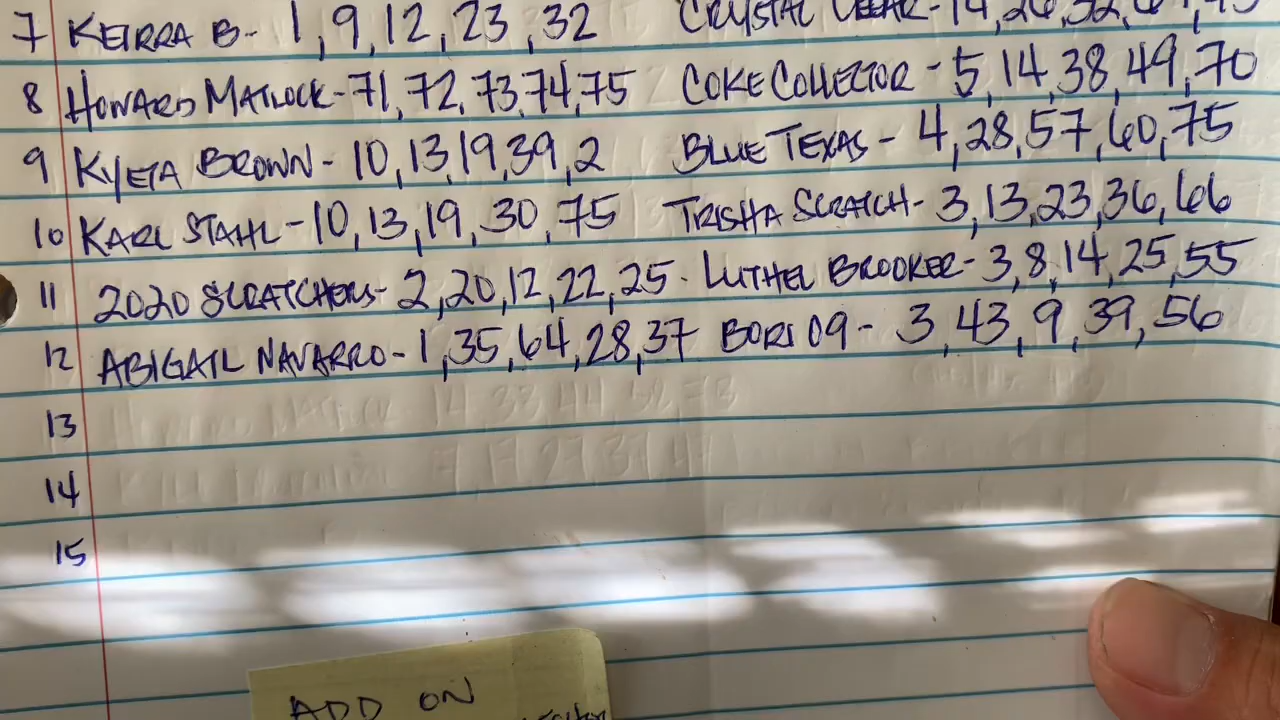 7 KEIRRA B- 1, 9, 12, 23, 32 CRYSTAL
8 HOWARD MATLOCK-71, 72, 73, 74, 75 COKE COLLECTOR - 5, 14, 38, 49, 70
9 KYETA BROWN - 10, 13, 19, 39, 2 BLUE TEXAS - 4, 28, 57, 60, 75
10 KARL STAHL - 10, 13, 19, 30, 75 TRISHA SCRATCH - 3, 13, 23, 36, 66
11 2020 SCRATCHERS- 2, 20, 12, 22, 25. LUTHEL BROOKER - 3, 8, 14, 25, 55
12 ABIGAIL NAVARRO - 1, 35, 64, 28, 37 BORI 09 - 3, 43, 9, 39, 56
13
14
15
ADD ON